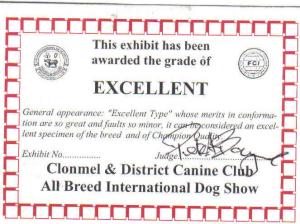 This exhibit has been
awarded the grade of
FCI
EXCELLENT
General appearance: "Excellent Type" whose merits in conforma-
tion are so great and faults so minor, it can be considered an excel-
lent specimen of the breed and of Champion Quality.
Exhibit No............... Judge
Clonmel & District Canine Club
All Breed International Dog Show